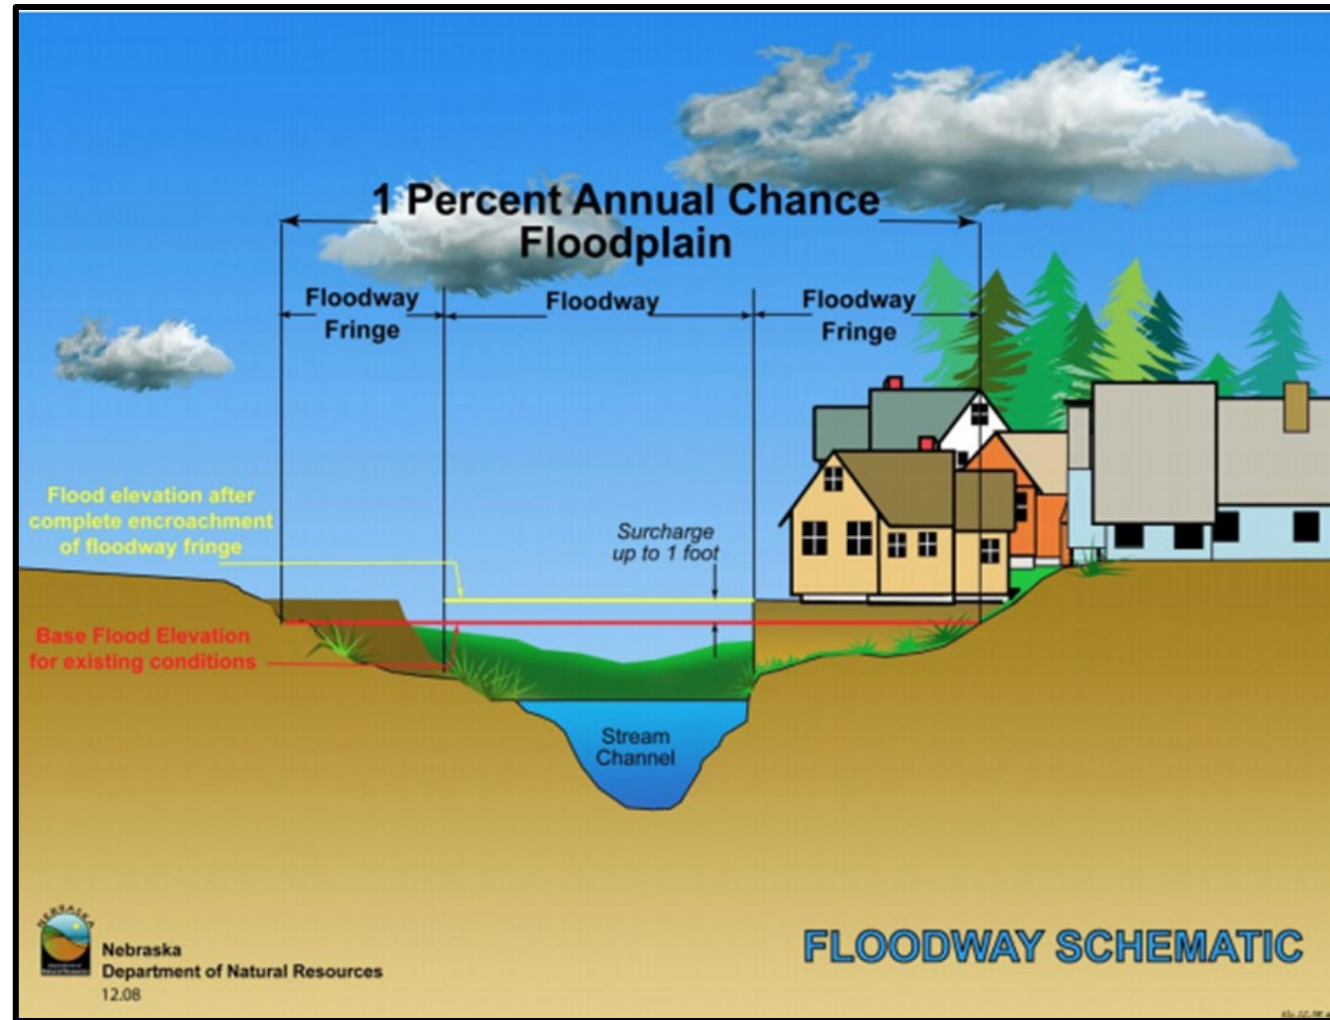 1 Percent Annual Chance
Floodplain
Floodway
Fringe
Floodway
Floodway
Fringe
Flood elevation after
complete encroachment
of floodway fringe
Surcharge
up to 1 foot
Base Flood Elevation
for existing conditions
Stream
Channel
NEBRASKA
Nebraska
Department of Natural Resources
12.08
FLOODWAY SCHEMATIC